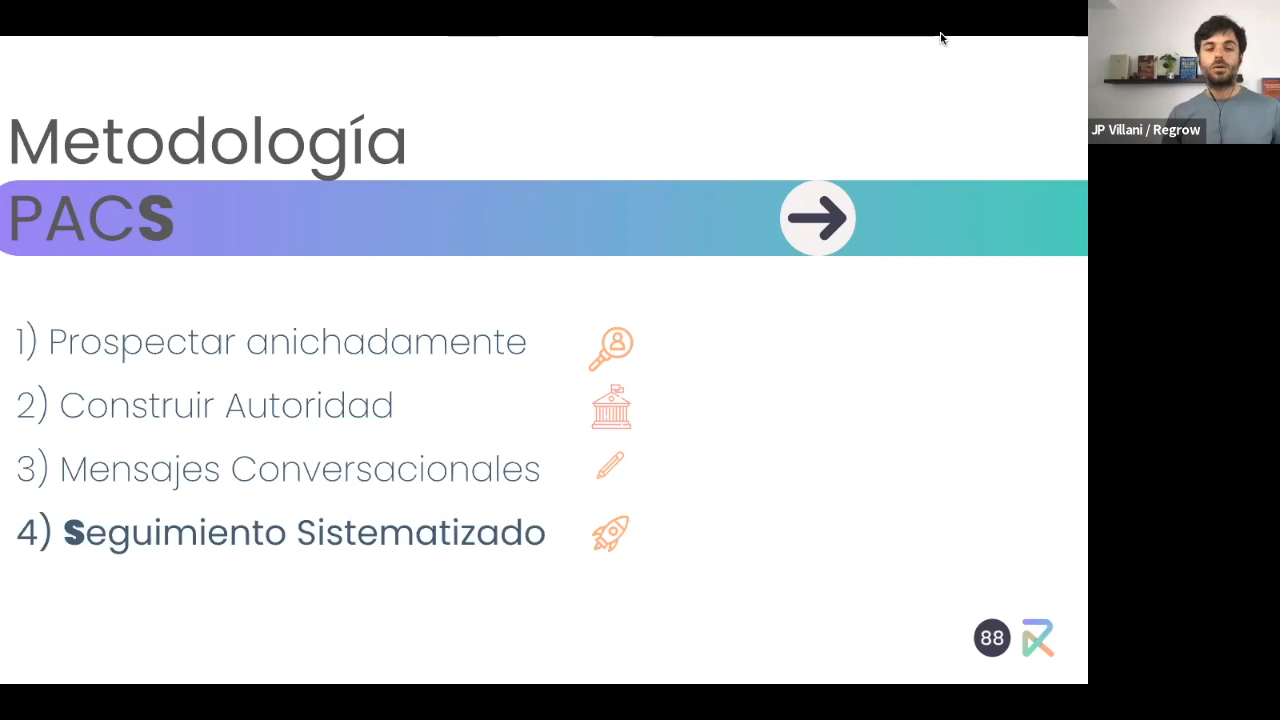 Metodología
PACS
1) Prospectar anichadamente
2) Construir Autoridad
3) Mensajes Conversacionales
4) Seguimiento Sistematizado
88
JP Villani / Regrow